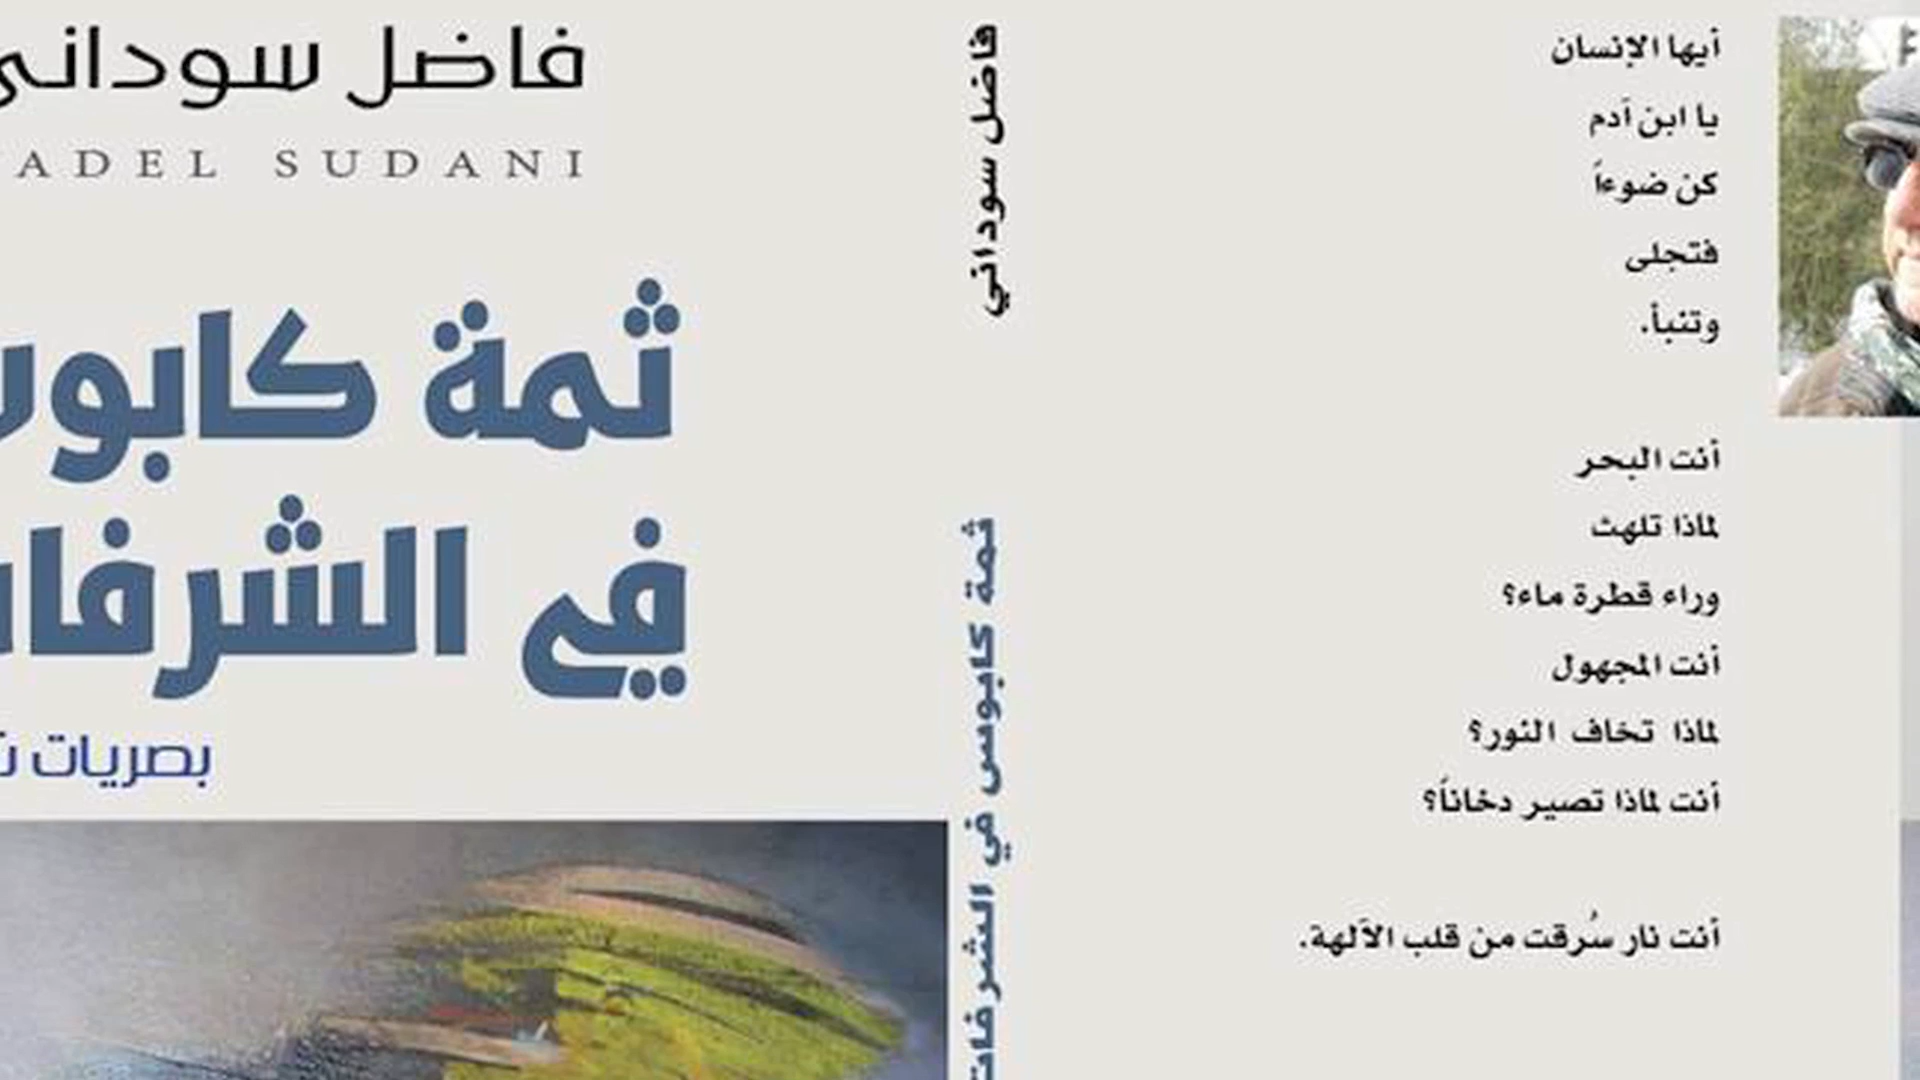 فاضل سوداني
ADEL SUDANI
ثمة كابوس
في الشرفات
بصريات
فاضل سوداني
ثمة كابوس في الشرفات
أيها الإنسان
يا ابن آدم
كن ضوءاً
فتجلى
وتنبأ.
أنت البحر
لماذا تلهث
وراء قطرة ماء؟
أنت المجهول
لماذا تخاف النور؟
أنت لماذا تصير دخاناً؟
أنت نار سُرقت من قلب الآلهة.